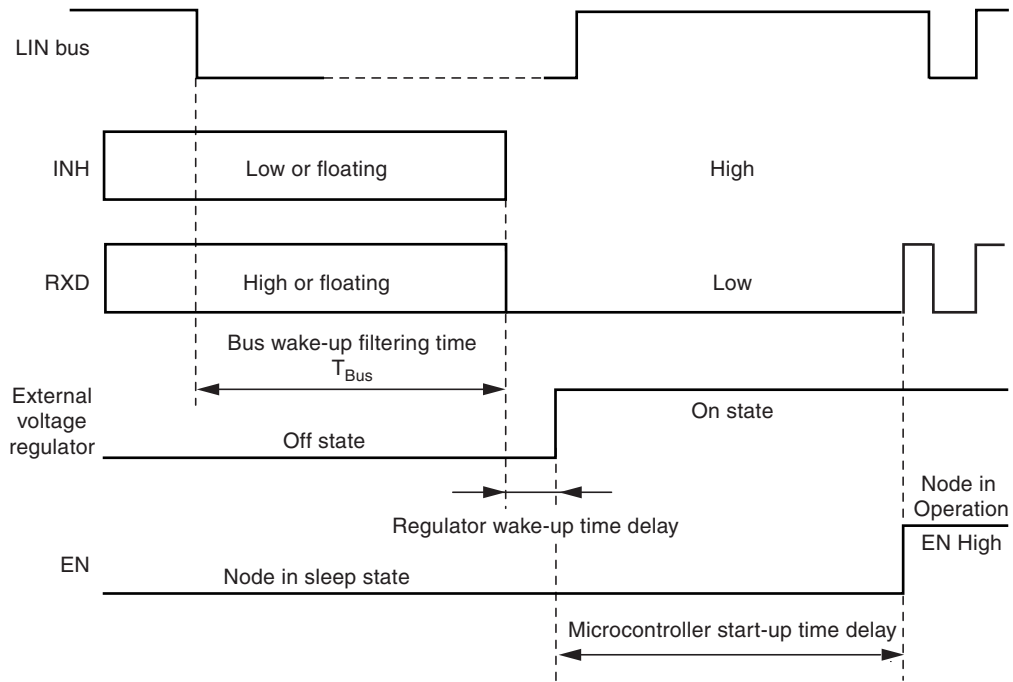 LIN bus
INH
Low or floating
High
RXD
High or floating
Low
Bus wake-up filtering time
TBus
External
voltage
regulator
Off state
On state
Regulator wake-up time delay
Node in
Operation
EN
Node in sleep state
EN High
Microcontroller start-up time delay